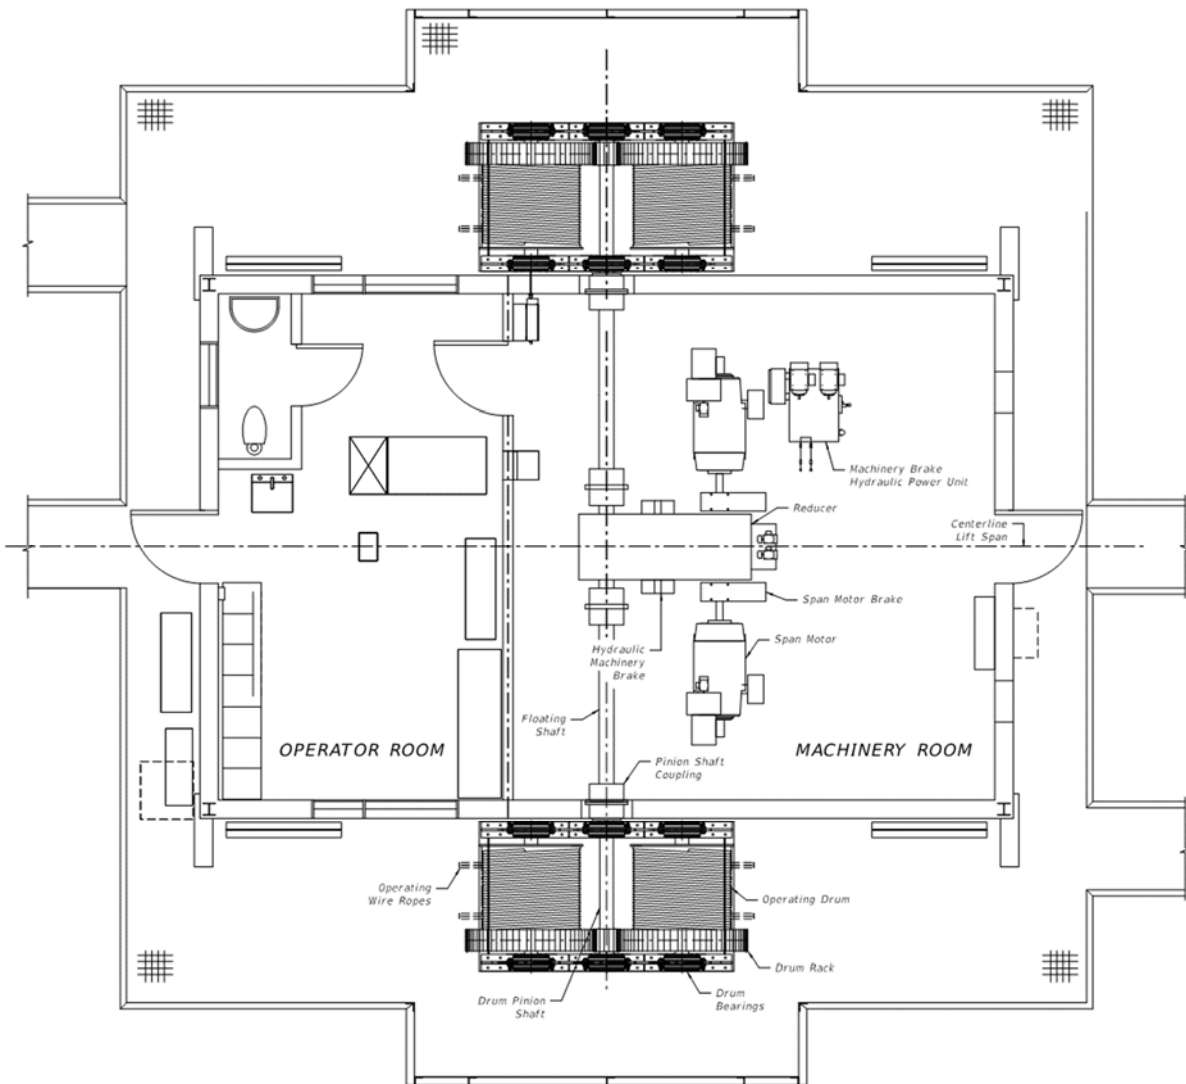 Machinery Brake
Hydraulic Power Unit
Reducer
Centerline
Lift Span
Span Motor Brake
Span Motor
Hydraulic
Machinery
Brake
Floating
Shaft
OPERATOR ROOM
MACHINERY ROOM
Pinion Shaft
Coupling
Operating
Wire Ropes
Operating Drum
Drum Rack
Drum Pinion
Shaft
Drum
Bearings